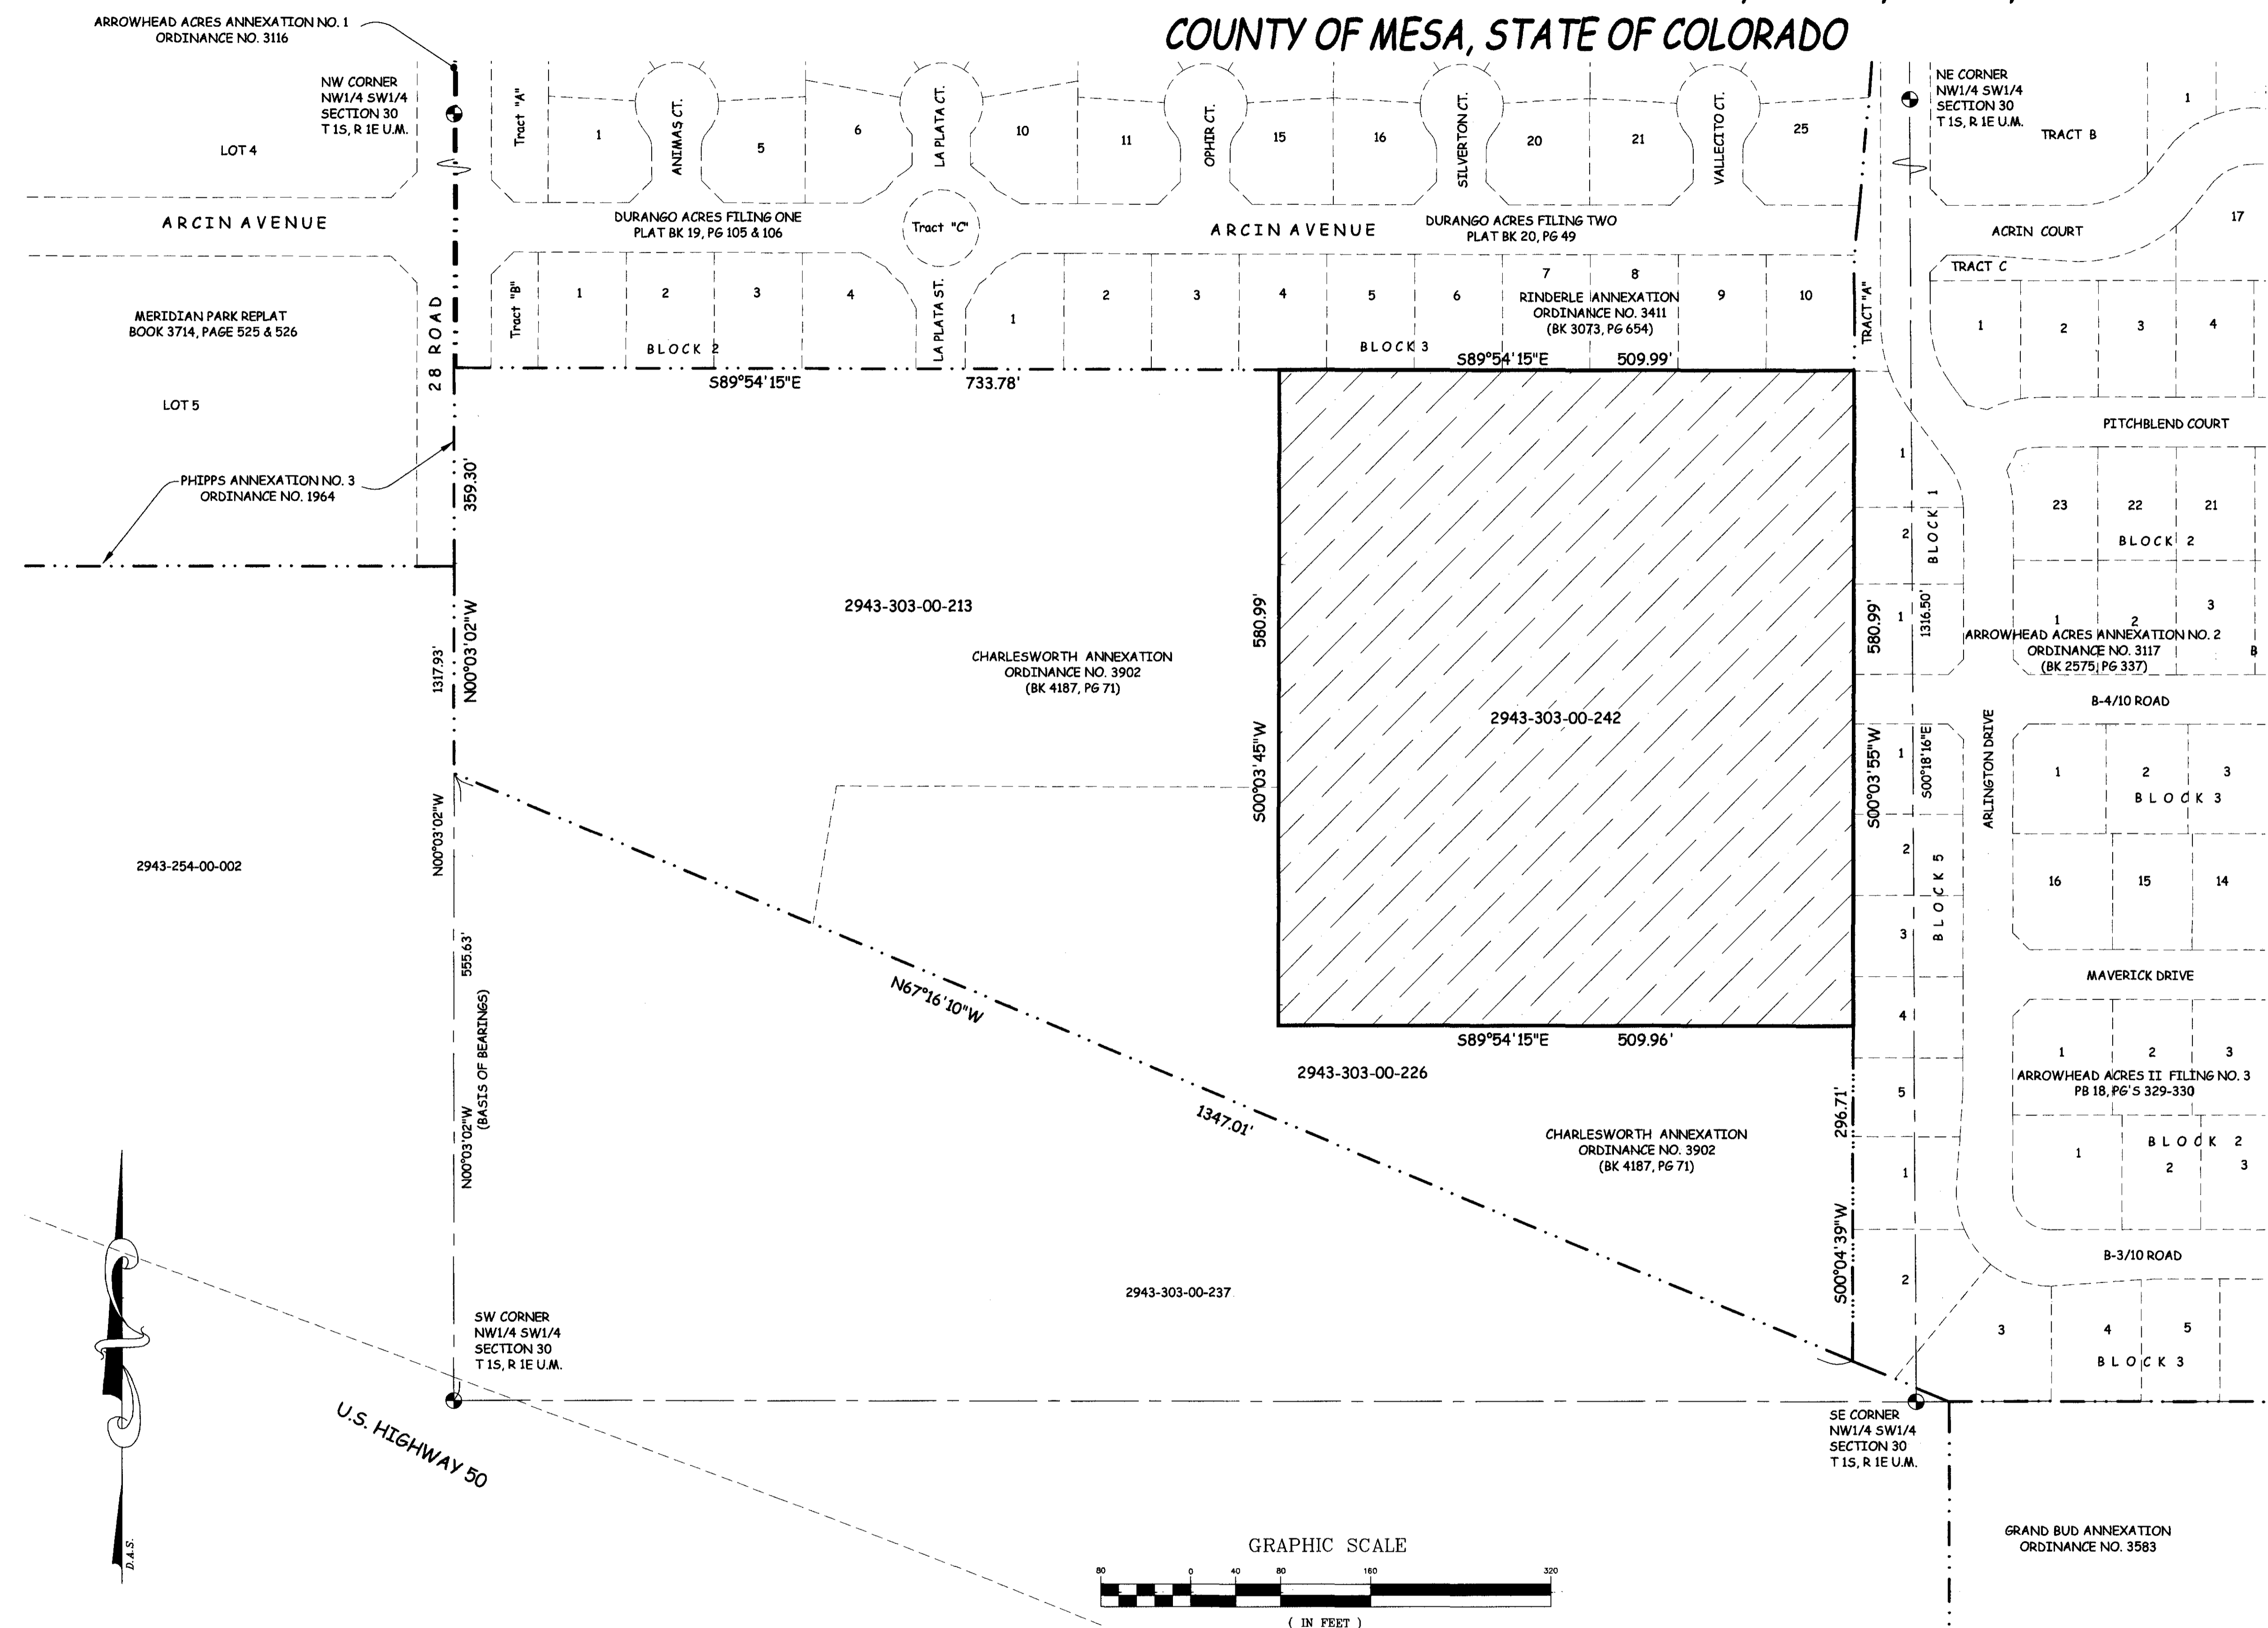 COUNTY OF MESA, STATE OF COLORADO
ARROWHEAD ACRES ANNEXATION NO. 1
ORDINANCE NO. 3116
NW CORNER
NW1/4 SW1/4
SECTION 30
T 1S, R 1E U.M.
NE CORNER
NW1/4 SW1/4
SECTION 30
T 1S, R 1E U.M.
LOT 4
Tract "A"
1
ANIMAS CT.
5
6
LA PLATA CT.
10
11
OPHIR CT.
15
16
SILVERTON CT.
20
21
VALLECITO CT.
25
TRACT B
1
17
ARCIN AVENUE
DURANGO ACRES FILING ONE
PLAT BK 19, PG 105 & 106
Tract "C"
ARCIN AVENUE
DURANGO ACRES FILING TWO
PLAT BK 20, PG 49
ACRIN COURT
TRACT C
MERIDIAN PARK REPLAT
BOOK 3714, PAGE 525 & 526
28 ROAD
Tract "B"
1
2
3
4
BLOCK 2
LA PLATA ST.
1
2
3
4
5
6
7
8
9
10
RINDERLE ANNEXATION
ORDINANCE NO. 3411
(BK 3073, PG 654)
BLOCK 3
TRACT "A"
1
2
3
4
S89°54'15"E 733.78'
S89°54'15"E 509.99'
LOT 5
PITCHBLEND COURT
PHIPPS ANNEXATION NO. 3
ORDINANCE NO. 1964
359.30'
1
2
BLOCK 1
1
1316.50'
23
22
21
BLOCK 2
1
2
3
B
ARROWHEAD ACRES ANNEXATION NO. 2
ORDINANCE NO. 3117
(BK 2575, PG 337)
2943-303-00-213
CHARLESWORTH ANNEXATION
ORDINANCE NO. 3902
(BK 4187, PG 71)
1317.93'
N00°03'02"W
580.99'
S00°03'45"W
2943-303-00-242
580.99'
S00°03'55"W
B-4/10 ROAD
1
S00°18'16"E
ARLINGTON DRIVE
1
2
3
BLOCK 3
2
BLOCK 5
3
4
5
1
2
16
15
14
MAVERICK DRIVE
2943-254-00-002
N00°03'02"W
555.63'
N00°03'02"W
(BASIS OF BEARINGS)
N67°16'10"W
1347.01'
S89°54'15"E 509.96'
2943-303-00-226
1
2
3
ARROWHEAD ACRES II FILING NO. 3
PB 18, PG'S 329-330
CHARLESWORTH ANNEXATION
ORDINANCE NO. 3902
(BK 4187, PG 71)
296.71'
S00°04'39"W
BLOCK 2
1
2
3
B-3/10 ROAD
2943-303-00-237
3
4
5
BLOCK 3
SW CORNER
NW1/4 SW1/4
SECTION 30
T 1S, R 1E U.M.
U.S. HIGHWAY 50
SE CORNER
NW1/4 SW1/4
SECTION 30
T 1S, R 1E U.M.
D.A.S.
GRAND BUD ANNEXATION
ORDINANCE NO. 3583
GRAPHIC SCALE
80 0 40 80 160 320
( IN FEET )